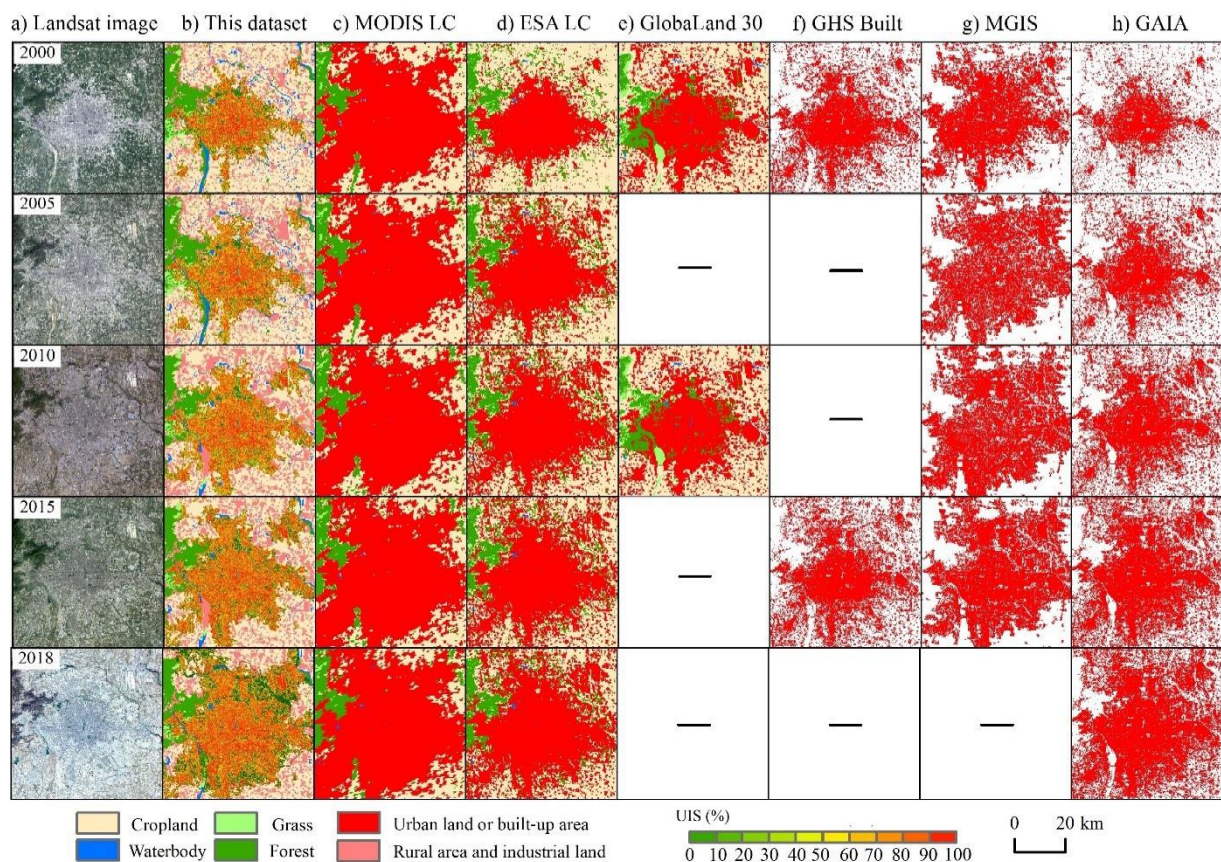 a) Landsat image b) This dataset c) MODIS LC d) ESA LC e) GlobaLand 30 f) GHS Built g) MGIS h) GAIA
2000
2005
2010
2015
2018
Cropland Grass Urban land or built-up area
Waterbody Forest Rural area and industrial land
UIS (%)
0 10 20 30 40 50 60 70 80 90 100
0 20 km